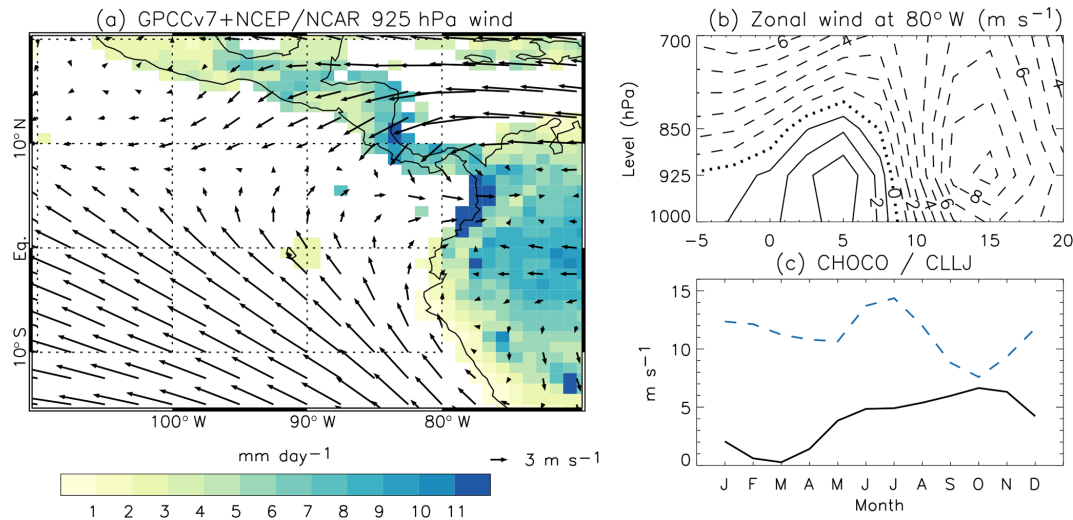 (a) GPCCv7+NCEP/NCAR 925 hPa wind
10° N
Eq.
10° S
100° W
90° W
80° W
mm day⁻¹
3 m s⁻¹
1 2 3 4 5 6 7 8 9 10 11
(b) Zonal wind at 80° W (m s⁻¹)
Level (hPa)
700
850
925
1000
6
4
6
4
8
2
0
2
4
6
-5 0 5 10 15 20
(c) CHOCO / CLLJ
m s⁻¹
15
10
5
0
J F M A M J J A S O N D
Month